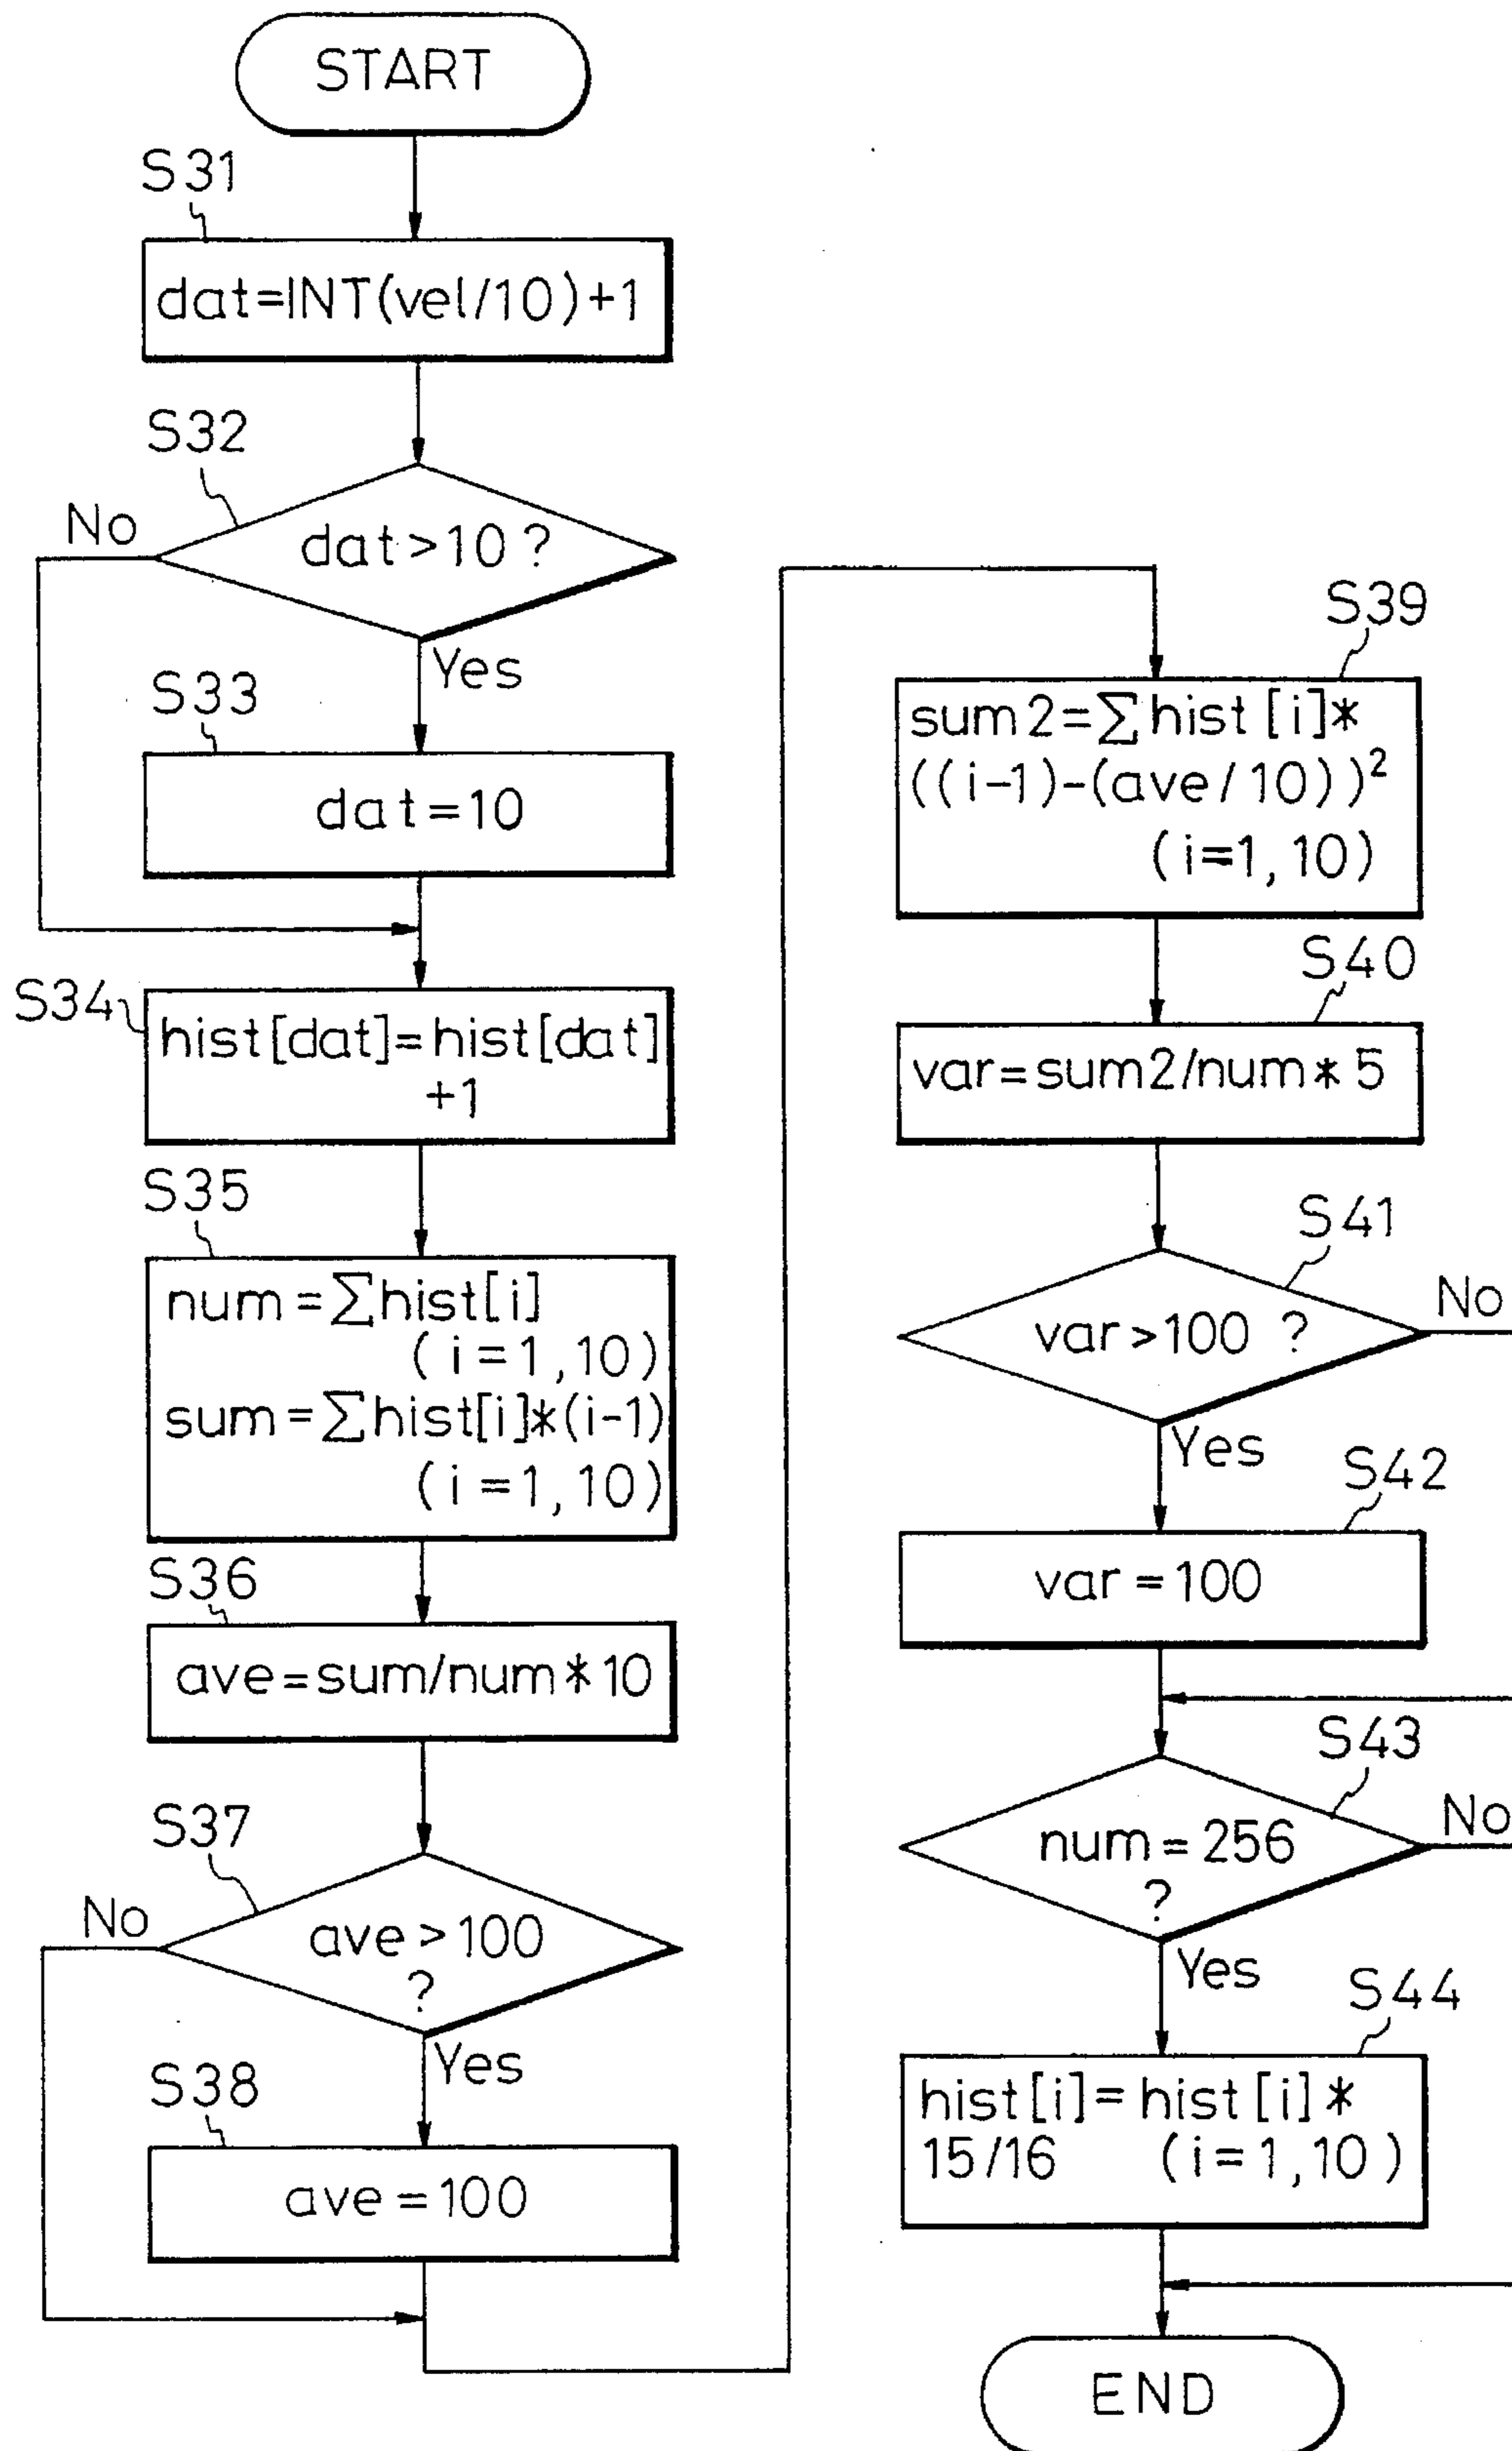 START
S31
dat=INT(vel/10)+1
S32
No
dat>10 ?
Yes
S33
dat=10
S34
hist[dat]=hist[dat]
+1
S35
num=∑hist[i]
(i=1,10)
sum=∑hist[i]*(i-1)
(i=1,10)
S36
ave=sum/num*10
S37
No
ave>100
?
Yes
S38
ave=100
S39
sum2=∑hist[i]*
((i-1)-(ave/10))²
(i=1,10)
S40
var=sum2/num*5
S41
No
var>100 ?
Yes
S42
var=100
S43
No
num=256
?
Yes
S44
hist[i]=hist[i]*
15/16 (i=1,10)
END